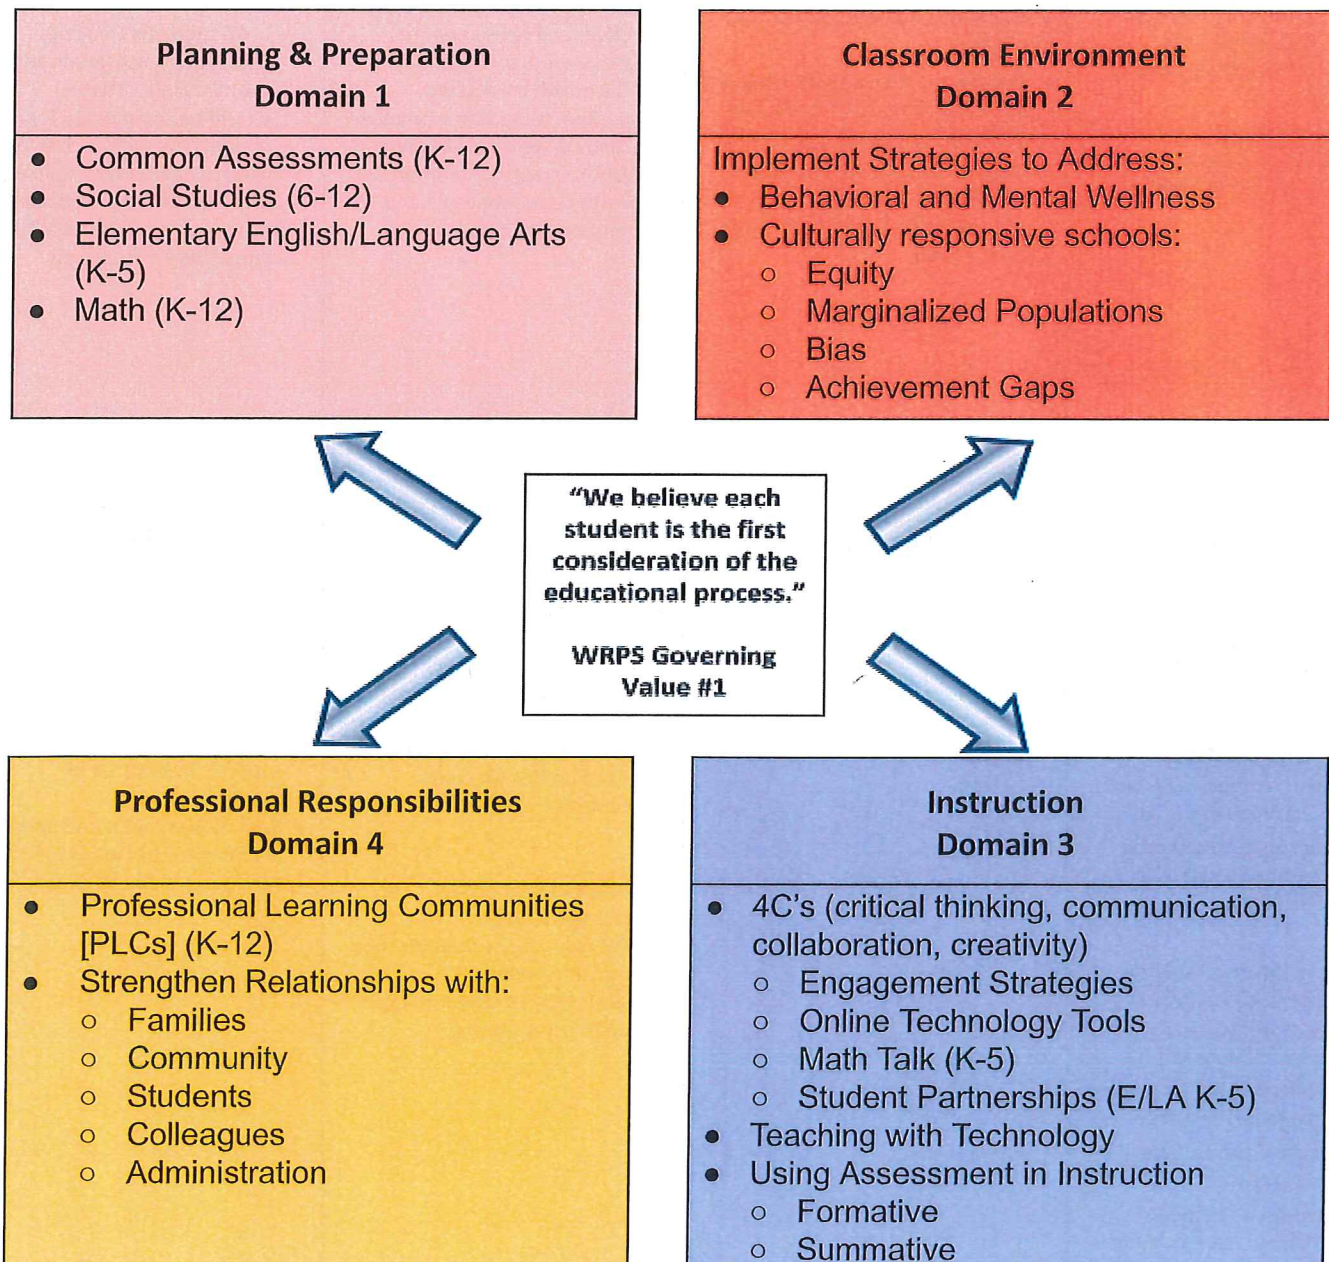 Planning & Preparation
Domain 1
• Common Assessments (K-12)
• Social Studies (6-12)
• Elementary English/Language Arts
(K-5)
• Math (K-12)
Classroom Environment
Domain 2
Implement Strategies to Address:
• Behavioral and Mental Wellness
• Culturally responsive schools:
○ Equity
○ Marginalized Populations
○ Bias
○ Achievement Gaps
“We believe each
student is the first
consideration of the
educational process.”
WRPS Governing
Value #1
Professional Responsibilities
Domain 4
• Professional Learning Communities
[PLCs] (K-12)
• Strengthen Relationships with:
○ Families
○ Community
○ Students
○ Colleagues
○ Administration
Instruction
Domain 3
• 4C's (critical thinking, communication,
collaboration, creativity)
○ Engagement Strategies
○ Online Technology Tools
○ Math Talk (K-5)
○ Student Partnerships (E/LA K-5)
• Teaching with Technology
• Using Assessment in Instruction
○ Formative
○ Summative